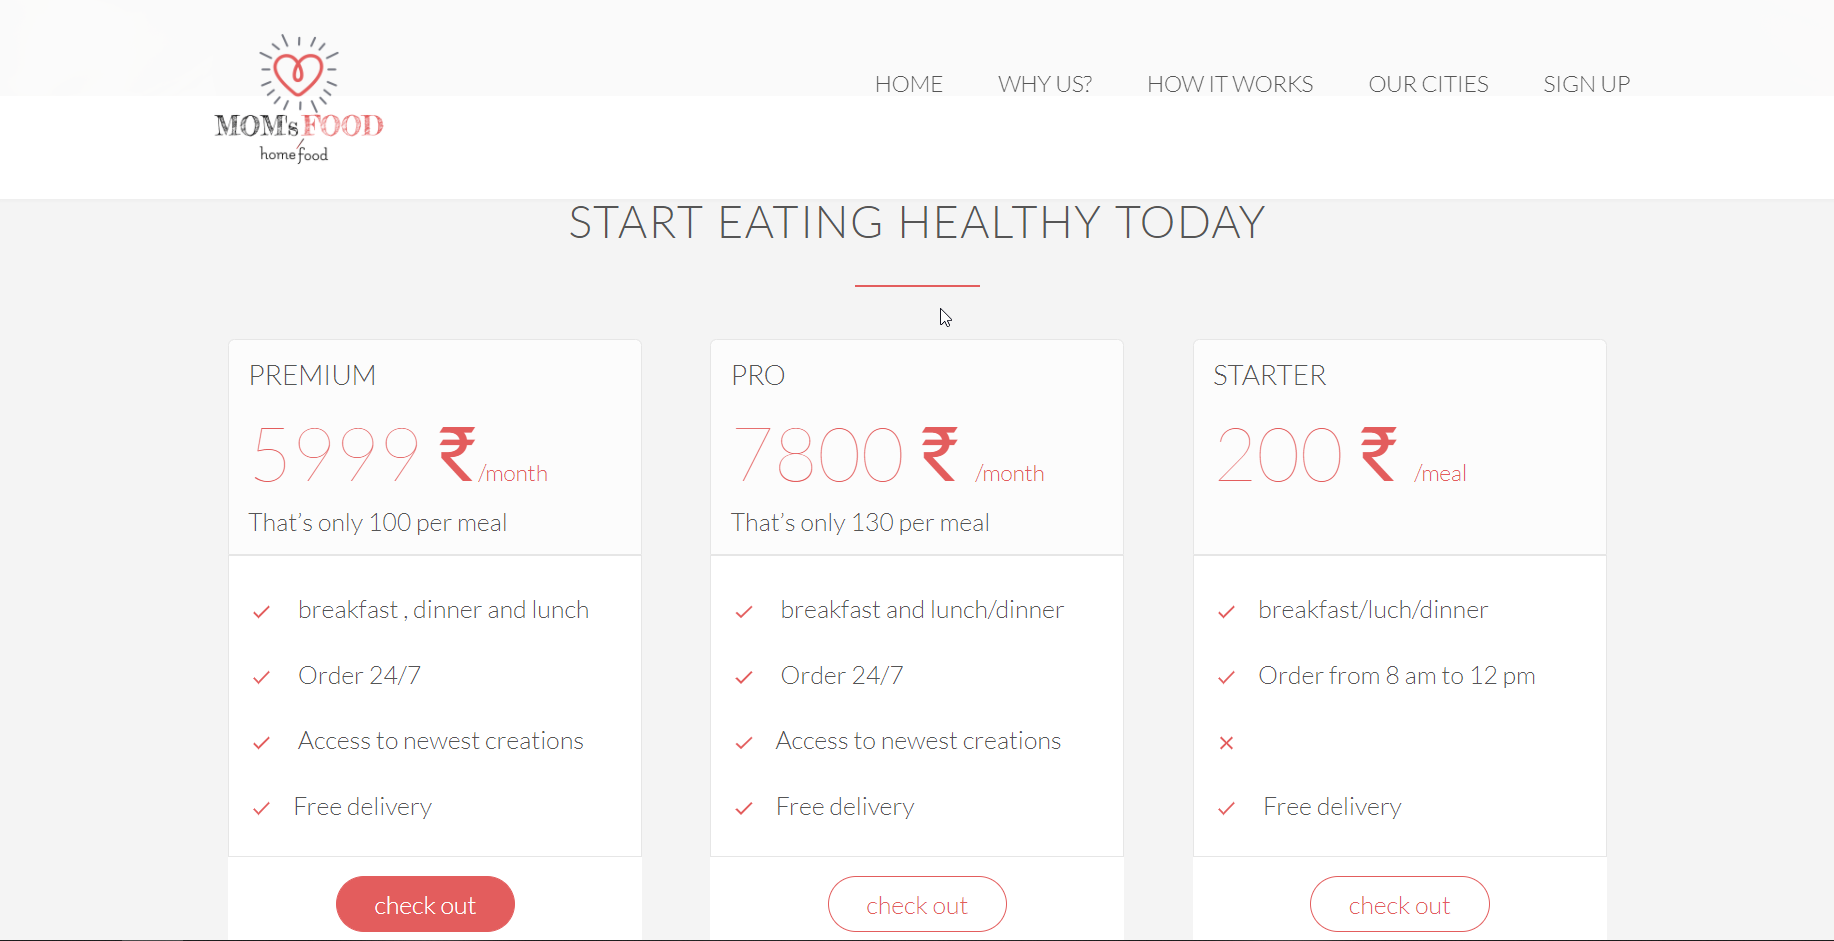 MOM's FOOD
home food
HOME WHY US? HOW IT WORKS OUR CITIES SIGN UP
START EATING HEALTHY TODAY
PREMIUM
5999 ₹/month
That's only 100 per meal
breakfast , dinner and lunch
Order 24/7
Access to newest creations
Free delivery
check out
PRO
7800 ₹ /month
That's only 130 per meal
breakfast and lunch/dinner
Order 24/7
Access to newest creations
Free delivery
check out
STARTER
200 ₹ /meal
breakfast/luch/dinner
Order from 8 am to 12 pm
Free delivery
check out